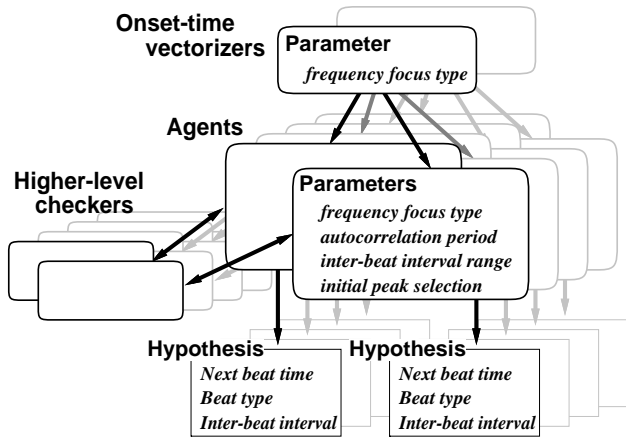 Onset-time
vectorizers
Parameter
frequency focus type
Agents
Higher-level
checkers
Parameters
frequency focus type
autocorrelation period
inter-beat interval range
initial peak selection
Hypothesis
Next beat time
Beat type
Inter-beat interval
Hypothesis
Next beat time
Beat type
Inter-beat interval